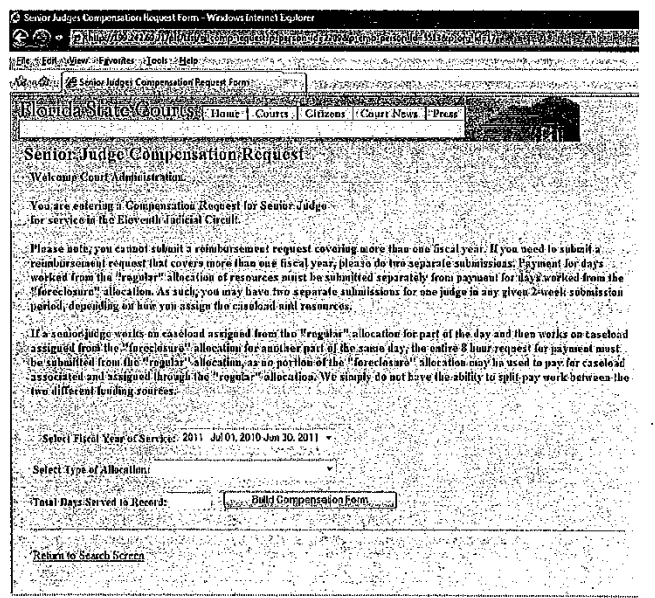 Senior Judges Compensation Request Form - Windows Internet Explorer
File Edit View Favorites Tools Help
Senior Judges Compensation Request Form
Florida State Courts Home Courts Citizens Court News Press
Senior Judge Compensation Request
Welcome Court Administration.
You are entering a Compensation Request for Senior Judge
for service in the Eleventh Judicial Circuit.
Please note, you cannot submit a reimbursement request covering more than one fiscal year. If you need to submit a
reimbursement request that covers more than one fiscal year, please do two separate submissions. Payment for days
worked from the "regular" allocation of resources must be submitted separately from payment for days worked from the
"foreclosure" allocation. As such, you may have two separate submissions for one judge in any given 2-week submission
period, depending on how you assign the caseload and resources.
If a senior judge works on caseload assigned from the "regular" allocation for part of the day and then works on caseload
assigned from the "foreclosure" allocation for another part of the same day, the entire 8 hour request for payment must
be submitted from the "regular" allocation, as no portion of the "foreclosure" allocation may be used to pay for caseload
associated and assigned through the "regular" allocation. We simply do not have the ability to split pay work between the
two different funding sources.
Select Fiscal Year of Service: 2011 Jul 01, 2010-Jun 30, 2011
Select Type of Allocation:
Total Days Served to Record: Build Compensation Form
Return to Search Screen